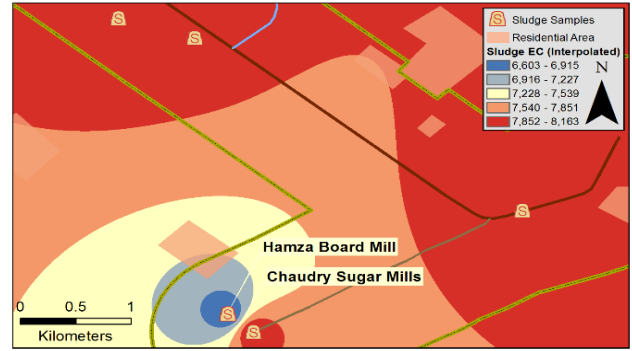 S
S
Sludge Samples
Residential Area
Sludge EC (Interpolated)
6,603 - 6,915
6,916 - 7,227
7,228 - 7,539
7,540 - 7,851
7,852 - 8,163
N
S
S
Hamza Board Mill
Chaudry Sugar Mills
S
S
0 0.5 1
Kilometers